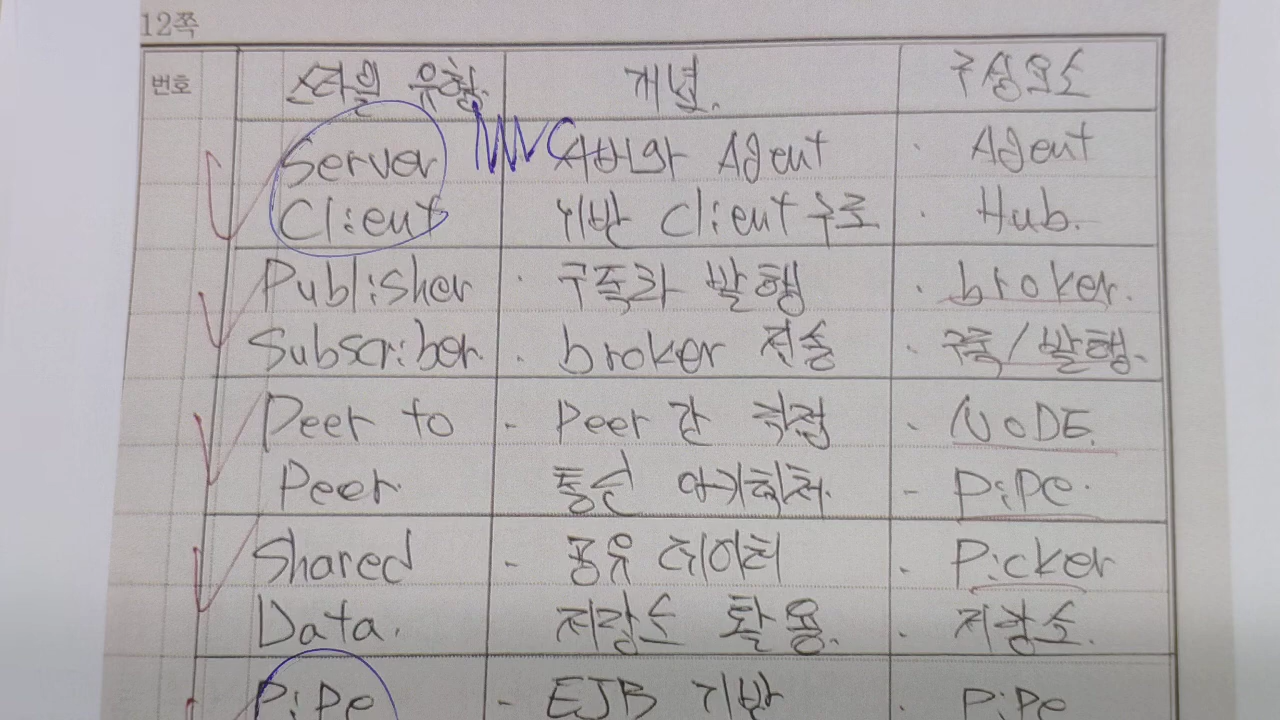 12쪽
번호 스타일 유형. 개념. 구성요소
Server MVC 서버와 Agent · Agent
Client 기반 Client 구조 · Hub.
Publisher · 구독과 발행 · broker.
Subscriber. · broker 전송 · 구독/발행.
Peer to - Peer 간 직접 · NODE.
Peer. 통신 아키텍처. - PiPe.
Shared - 공유 데이터 · Picker
Data. 저장소 활용. · 저장소.
PiPe - EJB 기반 · PiPe